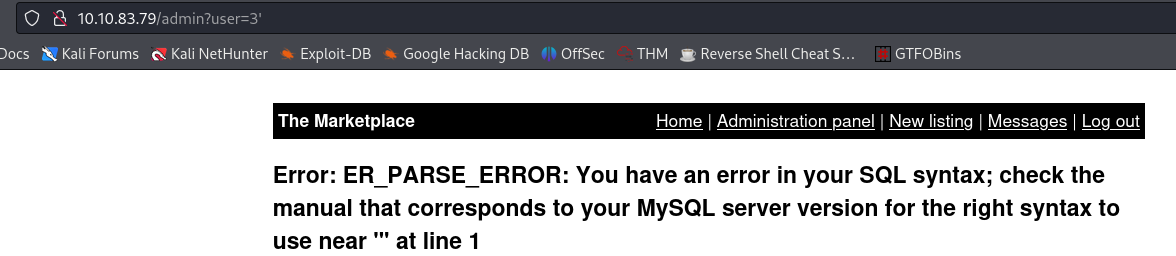 10.10.83.79/admin?user=3'
Docs Kali Forums Kali NetHunter Exploit-DB Google Hacking DB OffSec THM Reverse Shell Cheat S... GTFOBins
The Marketplace Home | Administration panel | New listing | Messages | Log out
Error: ER_PARSE_ERROR: You have an error in your SQL syntax; check the
manual that corresponds to your MySQL server version for the right syntax to
use near ''' at line 1